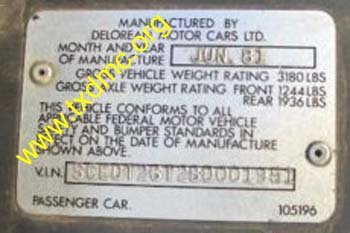 MANUFACTURED BY
DELOREAN MOTOR CARS LTD.
MONTH AND YEAR
OF MANUFACTURE JUN. 81
GROSS VEHICLE WEIGHT RATING 3180 LBS
GROSS AXLE WEIGHT RATING FRONT 1244 LBS
REAR 1936 LBS
THIS VEHICLE CONFORMS TO ALL
APPLICABLE FEDERAL MOTOR VEHICLE
SAFETY AND BUMPER STANDARDS IN
EFFECT ON THE DATE OF MANUFACTURE
SHOWN ABOVE.
V.I.N.
PASSENGER CAR. 105196
www.txdmc.org